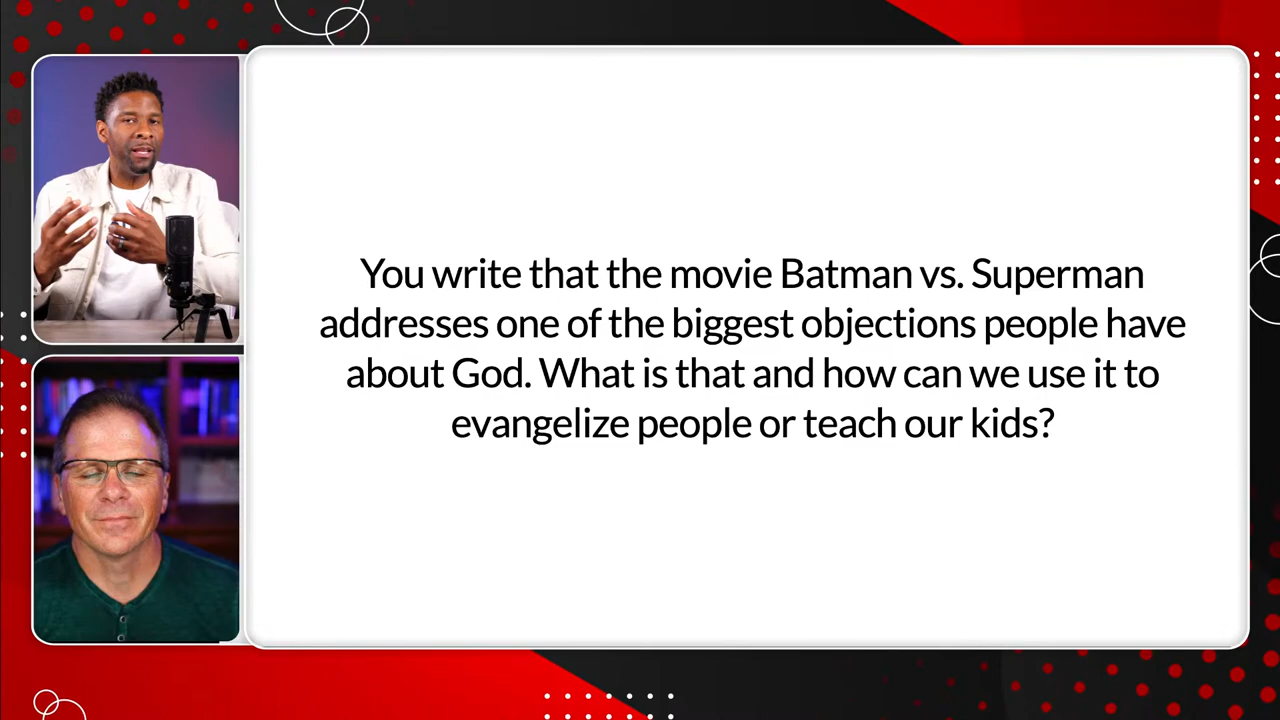 You write that the movie Batman vs. Superman
addresses one of the biggest objections people have
about God. What is that and how can we use it to
evangelize people or teach our kids?